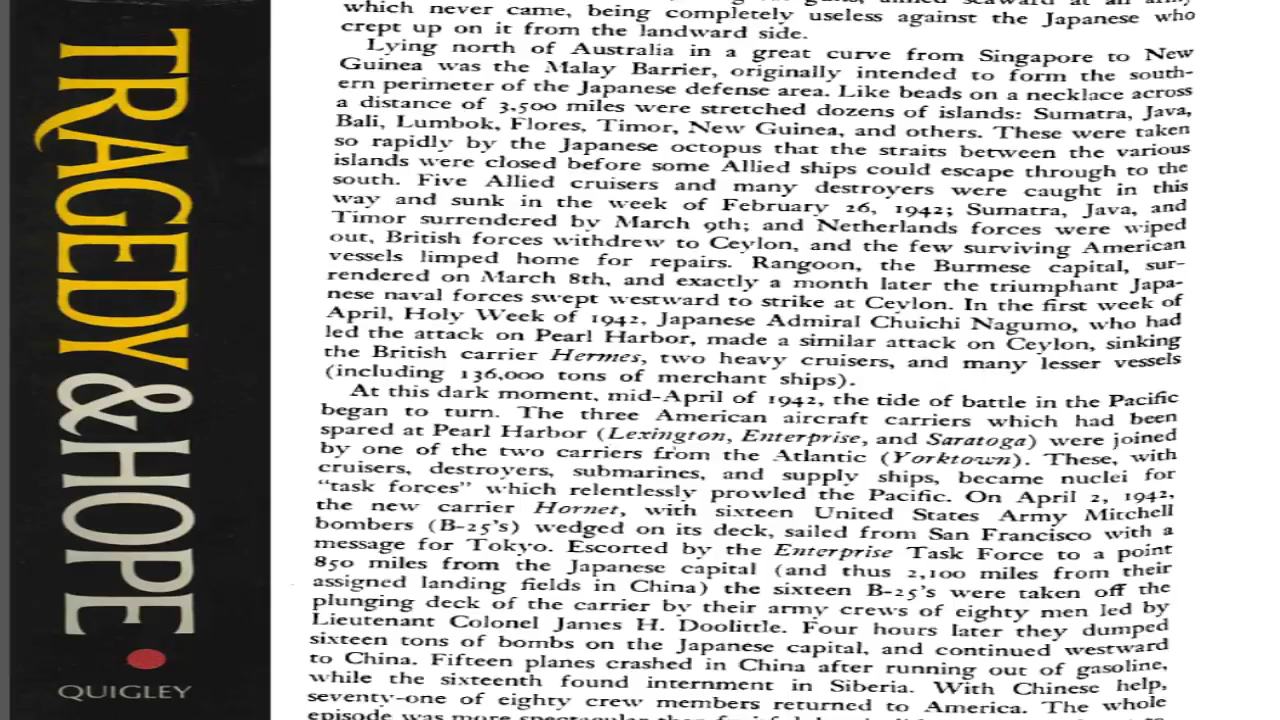 TRAGEDY & HOPE
QUIGLEY
which never came, being completely useless against the Japanese who
crept up on it from the landward side.
Lying north of Australia in a great curve from Singapore to New
Guinea was the Malay Barrier, originally intended to form the south-
ern perimeter of the Japanese defense area. Like beads on a necklace across
a distance of 3,500 miles were stretched dozens of islands: Sumatra, Java,
Bali, Lumbok, Flores, Timor, New Guinea, and others. These were taken
so rapidly by the Japanese octopus that the straits between the various
islands were closed before some Allied ships could escape through to the
south. Five Allied cruisers and many destroyers were caught in this
way and sunk in the week of February 26, 1942; Sumatra, Java, and
Timor surrendered by March 9th; and Netherlands forces were wiped
out, British forces withdrew to Ceylon, and the few surviving American
vessels limped home for repairs. Rangoon, the Burmese capital, sur-
rendered on March 8th, and exactly a month later the triumphant Japa-
nese naval forces swept westward to strike at Ceylon. In the first week of
April, Holy Week of 1942, Japanese Admiral Chuichi Nagumo, who had
led the attack on Pearl Harbor, made a similar attack on Ceylon, sinking
the British carrier Hermes, two heavy cruisers, and many lesser vessels
(including 136,000 tons of merchant ships).
At this dark moment, mid-April of 1942, the tide of battle in the Pacific
began to turn. The three American aircraft carriers which had been
spared at Pearl Harbor (Lexington, Enterprise, and Saratoga) were joined
by one of the two carriers from the Atlantic (Yorktown). These, with
cruisers, destroyers, submarines, and supply ships, became nuclei for
"task forces" which relentlessly prowled the Pacific. On April 2, 1942,
the new carrier Hornet, with sixteen United States Army Mitchell
bombers (B-25's) wedged on its deck, sailed from San Francisco with a
message for Tokyo. Escorted by the Enterprise Task Force to a point
850 miles from the Japanese capital (and thus 2,100 miles from their
assigned landing fields in China) the sixteen B-25's were taken off the
plunging deck of the carrier by their army crews of eighty men led by
Lieutenant Colonel James H. Doolittle. Four hours later they dumped
sixteen tons of bombs on the Japanese capital, and continued westward
to China. Fifteen planes crashed in China after running out of gasoline,
while the sixteenth found internment in Siberia. With Chinese help,
seventy-one of eighty crew members returned to America. The whole
episode was more spectacular than